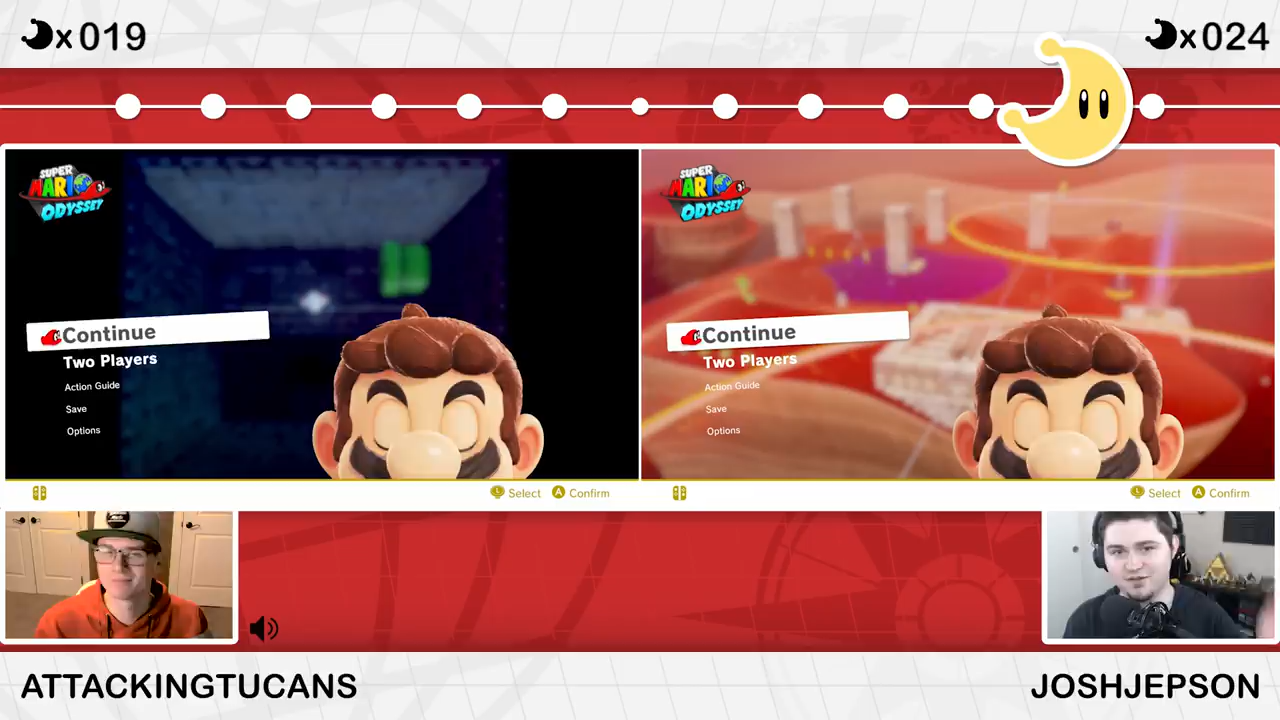 x019
x024
SUPER
MARIO
ODYSSEY
Continue
Two Players
Action Guide
Save
Options
L Select A Confirm
SUPER
MARIO
ODYSSEY
Continue
Two Players
Action Guide
Save
Options
L Select A Confirm
ATTACKINGTUCANS
JOSHJEPSON